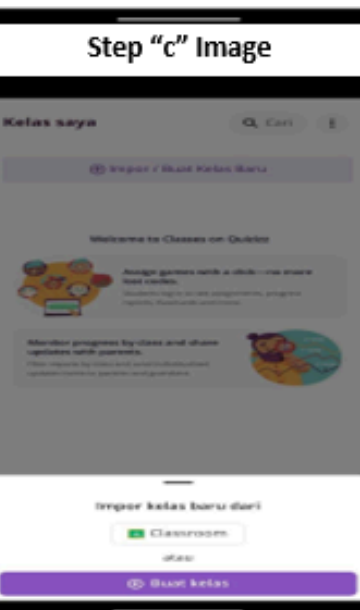 Step “c” Image
Kelas saya
Cari
Impor / Buat Kelas Baru
Welcome to Classes on Quizizz
Assign games with a click—no more
lost codes.
Monitor progress by class and share
updates with parents.
Impor kelas baru dari
Classroom
atau
Buat kelas